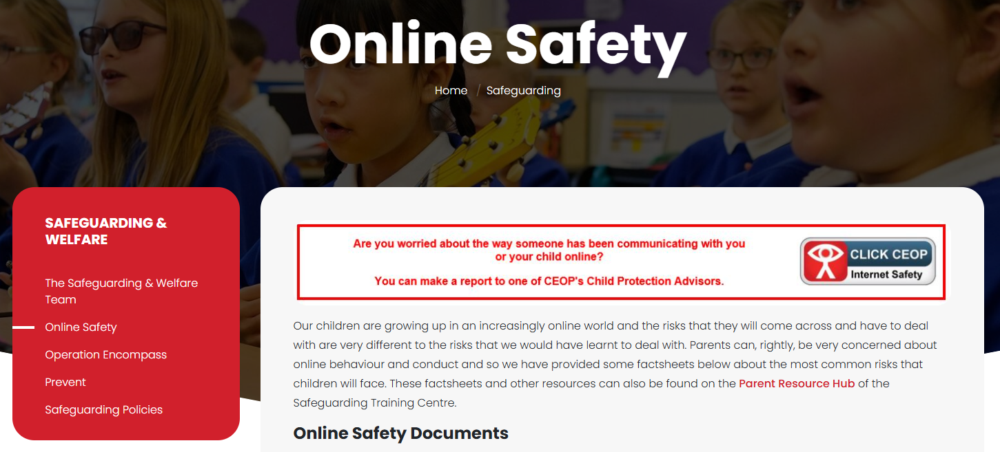 Online Safety
Home / Safeguarding
SAFEGUARDING &
WELFARE
The Safeguarding & Welfare
Team
Online Safety
Operation Encompass
Prevent
Safeguarding Policies
Are you worried about the way someone has been communicating with you
or your child online?
You can make a report to one of CEOP's Child Protection Advisors.
CLICK CEOP
Internet Safety
Our children are growing up in an increasingly online world and the risks that they will come across and have to deal
with are very different to the risks that we would have learnt to deal with. Parents can, rightly, be very concerned about
online behaviour and conduct and so we have provided some factsheets below about the most common risks that
children will face. These factsheets and other resources can also be found on the Parent Resource Hub of the
Safeguarding Training Centre.
Online Safety Documents